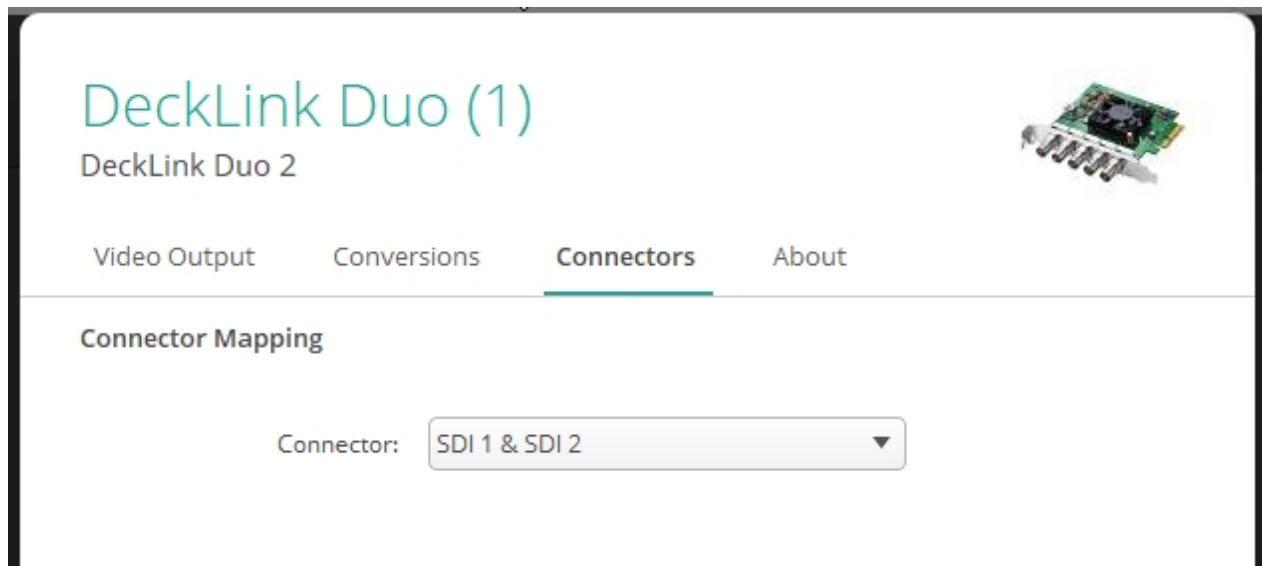 DeckLink Duo (1)
DeckLink Duo 2
Video Output Conversions Connectors About
Connector Mapping
Connector: SDI 1 & SDI 2